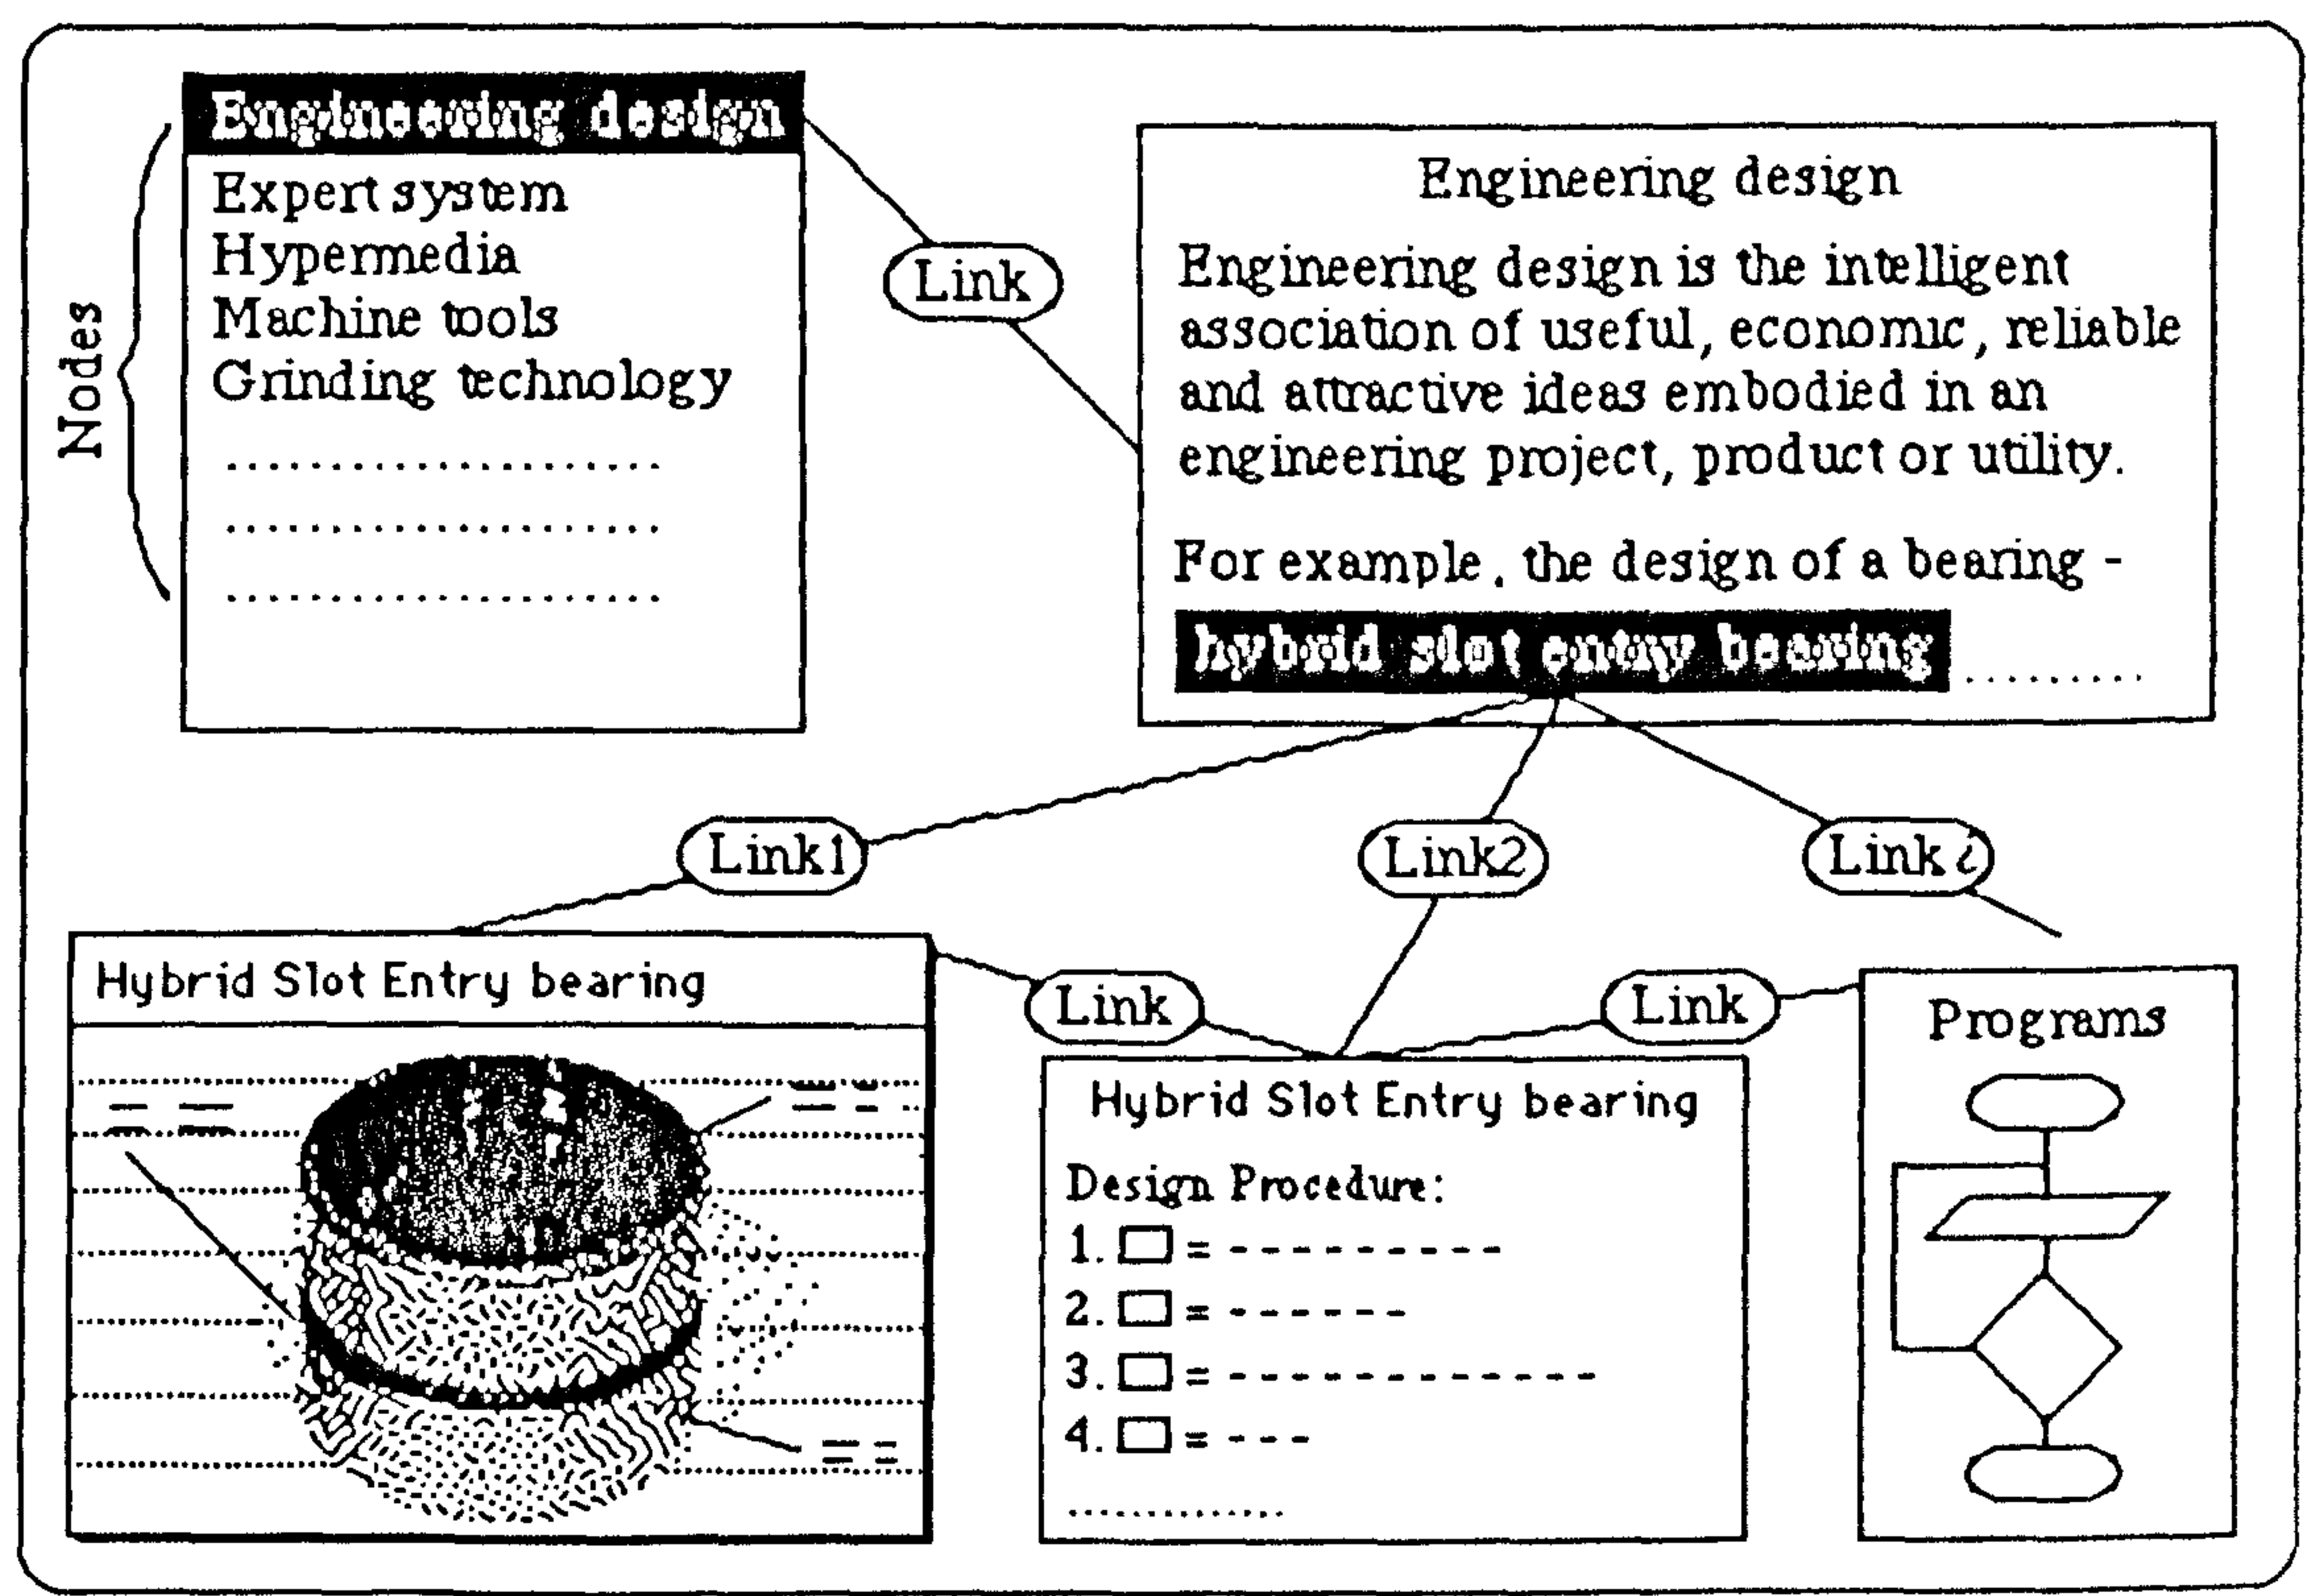 Engineering design
Expert system
Hypermedia
Machine tools
Grinding technology
Nodes
Link
Engineering design
Engineering design is the intelligent
association of useful, economic, reliable
and attractive ideas embodied in an
engineering project, product or utility.
For example, the design of a bearing -
hybrid slot entry bearing
Link1
Link2
Link i
Hybrid Slot Entry bearing
Link
Link
Hybrid Slot Entry bearing
Design Procedure:
1. =
2. =
3. =
4. =
Programs